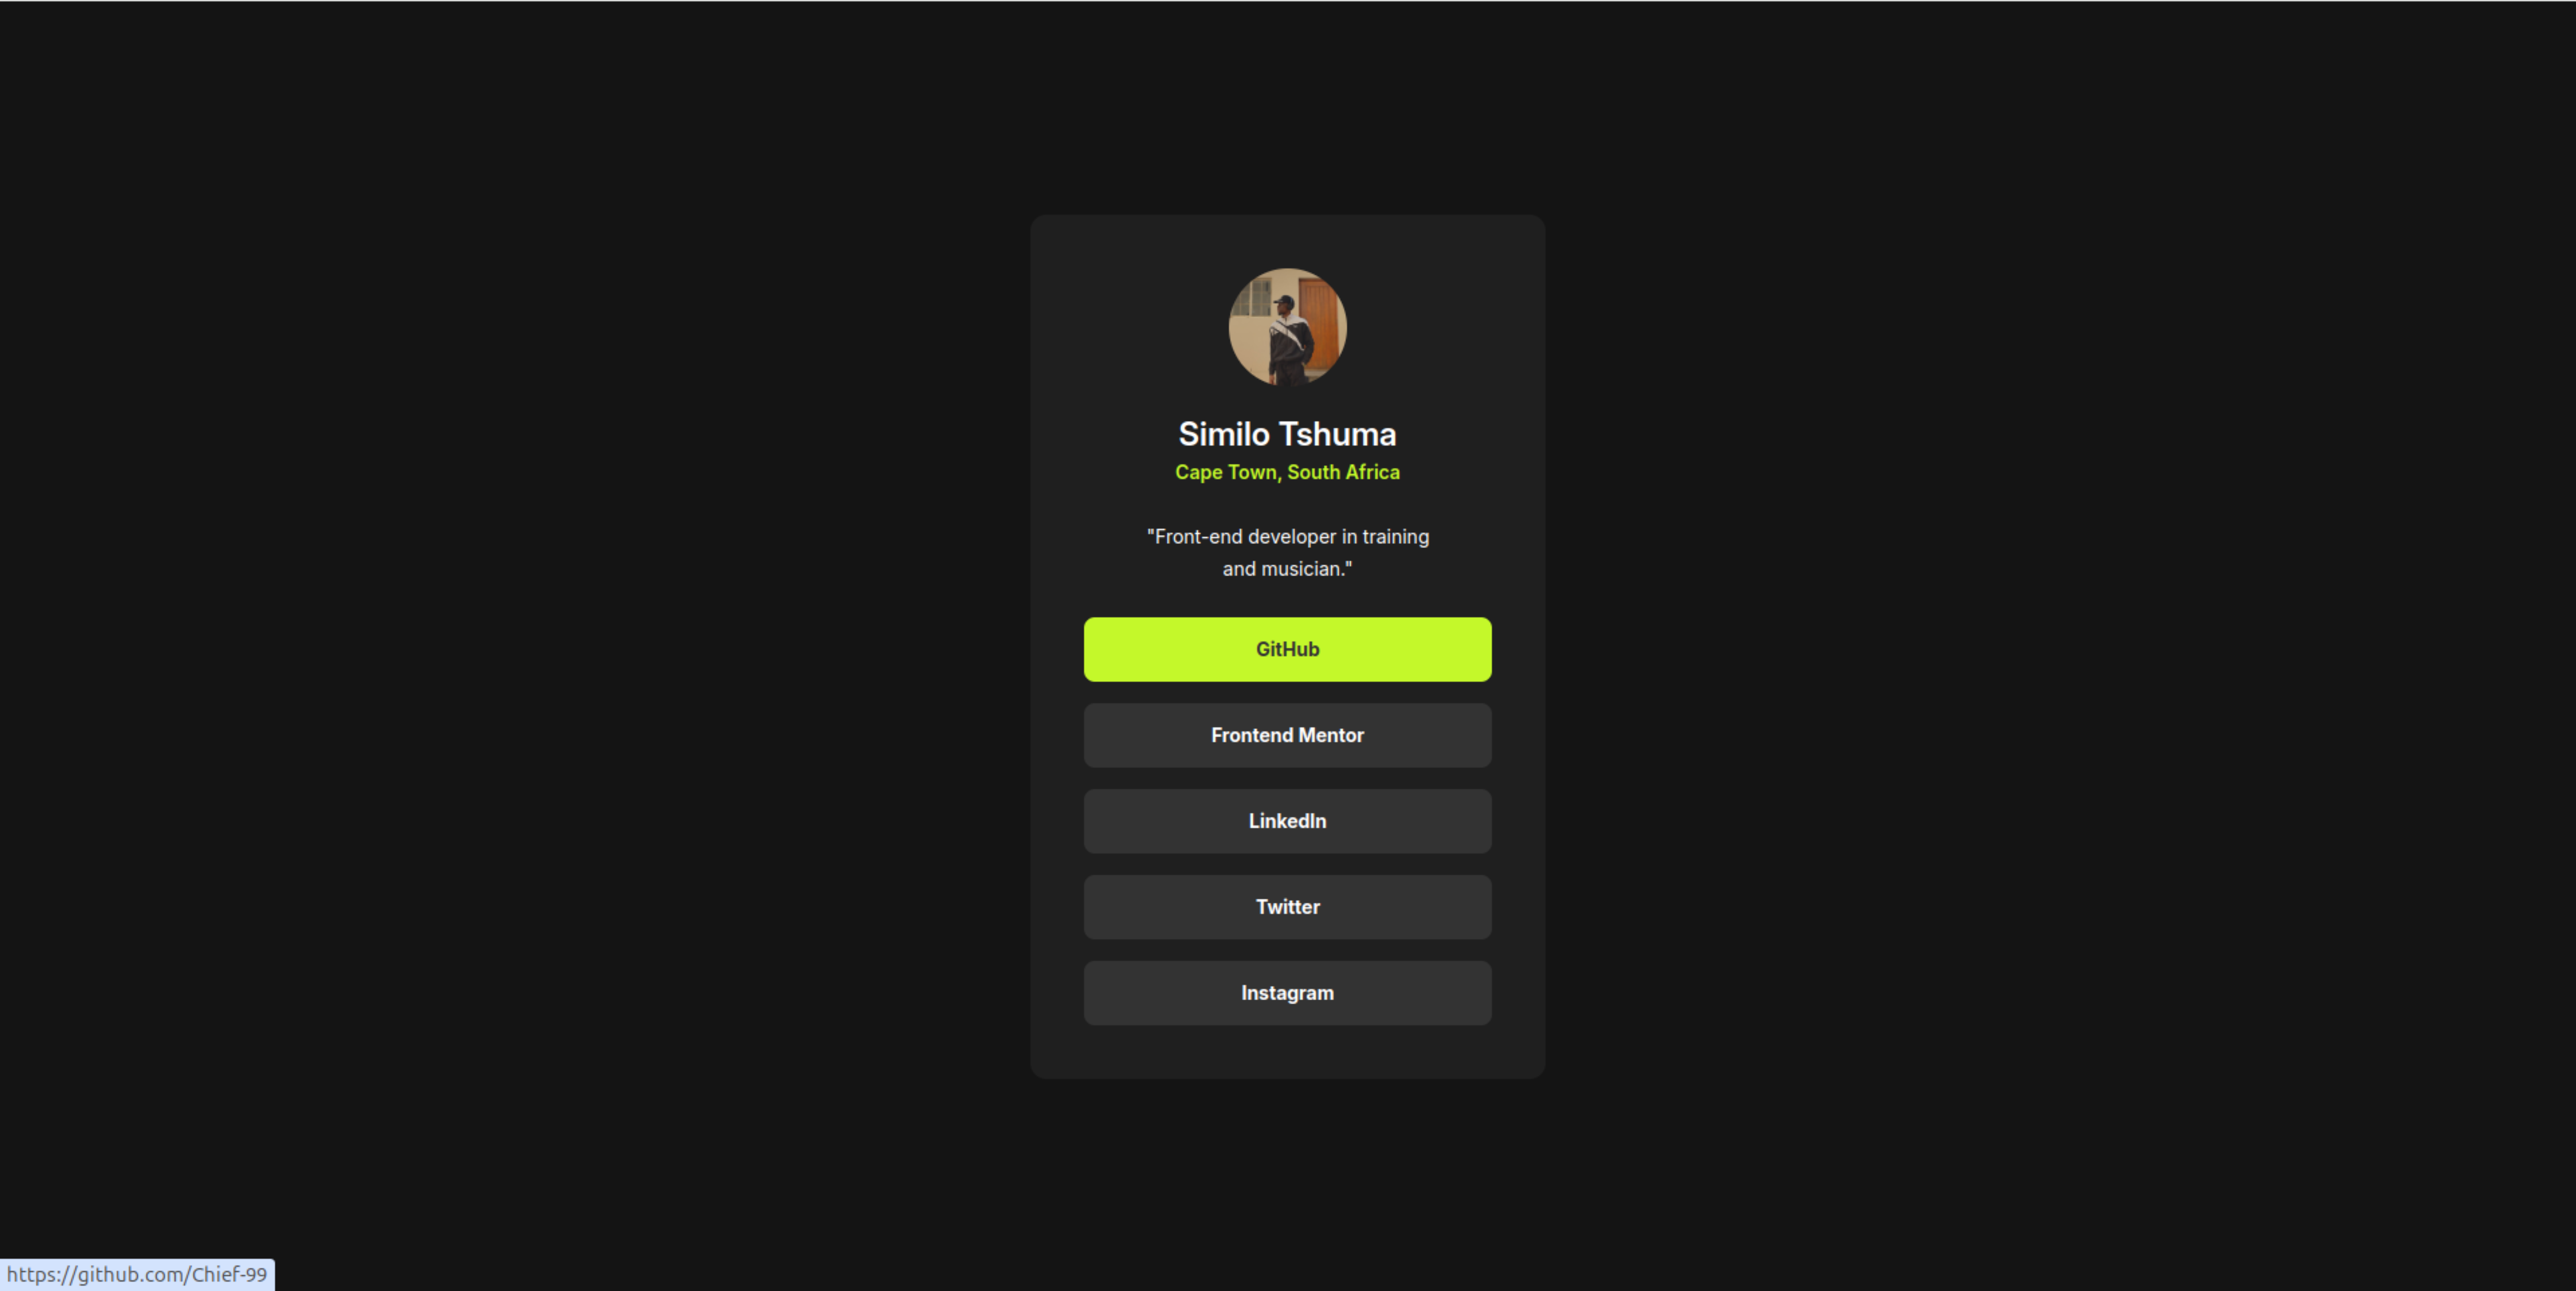 Similo Tshuma
Cape Town, South Africa
"Front-end developer in training
and musician."
GitHub
Frontend Mentor
LinkedIn
Twitter
Instagram
https://github.com/Chief-99